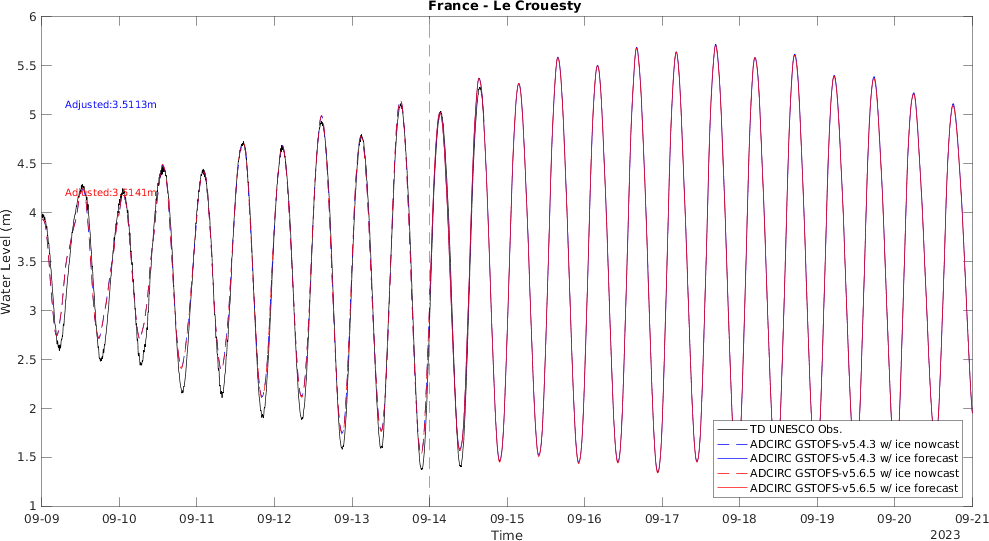 France - Le Crouesty
6
5.5
5
4.5
4
3.5
3
2.5
2
1.5
1
Water Level (m)
Adjusted:3.5113m
Adjusted:3.5141m
TD UNESCO Obs.
ADCIRC GSTOFS-v5.4.3 w/ ice nowcast
ADCIRC GSTOFS-v5.4.3 w/ ice forecast
ADCIRC GSTOFS-v5.6.5 w/ ice nowcast
ADCIRC GSTOFS-v5.6.5 w/ ice forecast
09-09 09-10 09-11 09-12 09-13 09-14 09-15 09-16 09-17 09-18 09-19 09-20 09-21
Time
2023